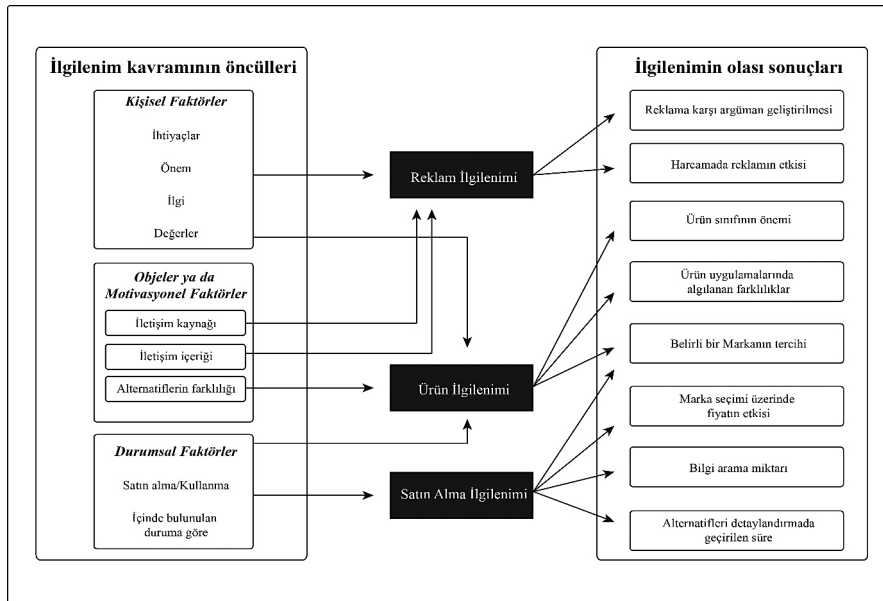 İlgilenim kavramının öncülleri
Kişisel Faktörler
İhtiyaçlar
Önem
İlgi
Değerler
Objeler ya da
Motivasyonel Faktörler
İletişim kaynağı
İletişim içeriği
Alternatiflerin farklılığı
Durumsal Faktörler
Satın alma/Kullanma
İçinde bulunulan
duruma göre
Reklam İlgilenimi
Ürün İlgilenimi
Satın Alma İlgilenimi
İlgilenimin olası sonuçları
Reklama karşı argüman geliştirilmesi
Harcamada reklamın etkisi
Ürün sınıfının önemi
Ürün uygulamalarında
algılanan farklılıklar
Belirli bir Markanın tercihi
Marka seçimi üzerinde
fiyatın etkisi
Bilgi arama miktarı
Alternatifleri detaylandırmada
geçirilen süre